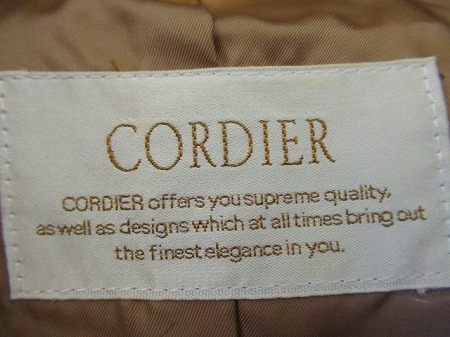 CORDIER
CORDIER offers you supreme quality,
as well as designs which at all times bring out
the finest elegance in you.